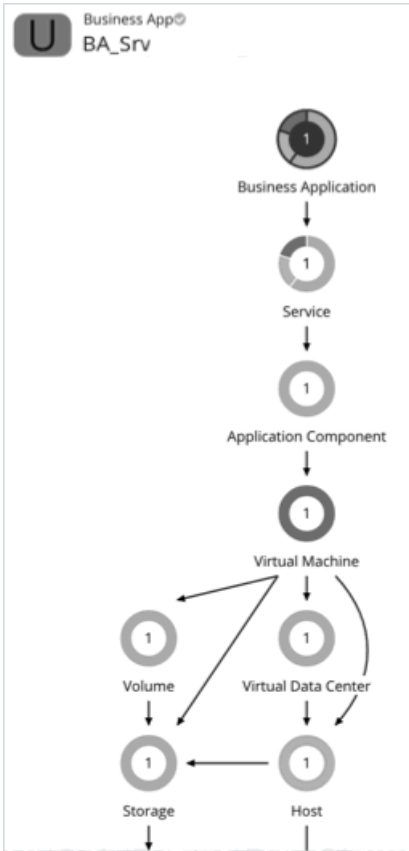 U
Business App
BA_Srv
1
Business Application
1
Service
1
Application Component
1
Virtual Machine
1
1
Volume
Virtual Data Center
1
1
Storage
Host